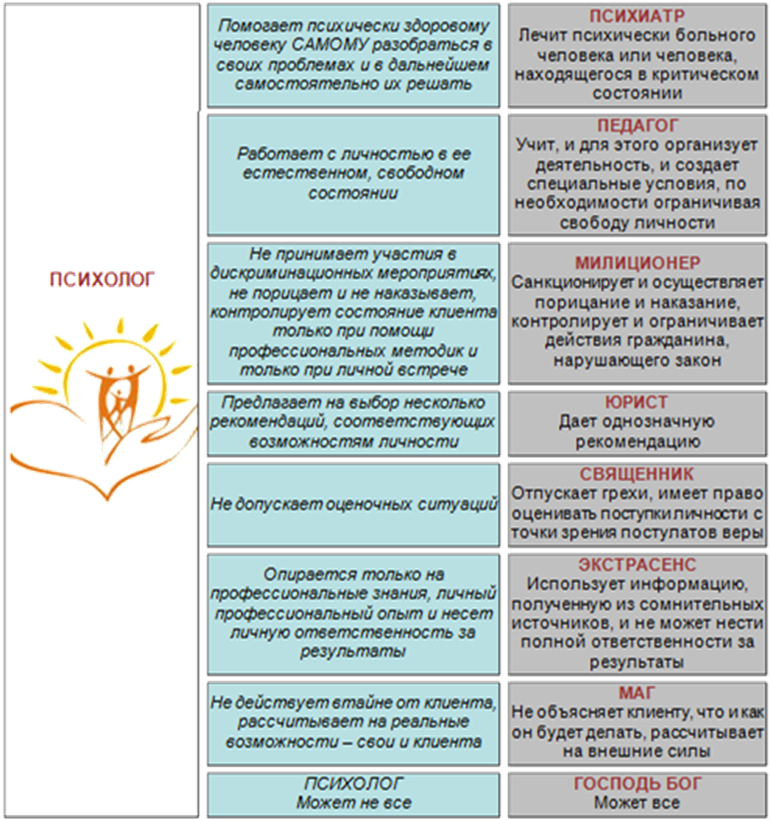 ПСИХОЛОГ
Помогает психически здоровому
человеку САМОМУ разобраться в
своих проблемах и в дальнейшем
самостоятельно их решать
ПСИХИАТР
Лечит психически больного
человека или человека,
находящегося в критическом
состоянии
Работает с личностью в ее
естественном, свободном
состоянии
ПЕДАГОГ
Учит, и для этого организует
деятельность, и создает
специальные условия, по
необходимости ограничивая
свободу личности
Не принимает участия в
дискриминационных мероприятиях,
не порицает и не наказывает,
контролирует состояние клиента
только при помощи
профессиональных методик и
только при личной встрече
МИЛИЦИОНЕР
Санкционирует и осуществляет
порицание и наказание,
контролирует и ограничивает
действия гражданина,
нарушающего закон
Предлагает на выбор несколько
рекомендаций, соответствующих
возможностям личности
ЮРИСТ
Дает однозначную
рекомендацию
Не допускает оценочных ситуаций
СВЯЩЕННИК
Отпускает грехи, имеет право
оценивать поступки личности с
точки зрения постулатов веры
Опирается только на
профессиональные знания, личный
профессиональный опыт и несет
личную ответственность за
результаты
ЭКСТРАСЕНС
Использует информацию,
полученную из сомнительных
источников, и не может нести
полной ответственности за
результаты
Не действует втайне от клиента,
рассчитывает на реальные
возможности – свои и клиента
МАГ
Не объясняет клиенту, что и как
он будет делать, рассчитывает
на внешние силы
ПСИХОЛОГ
Может не все
ГОСПОДЬ БОГ
Может все